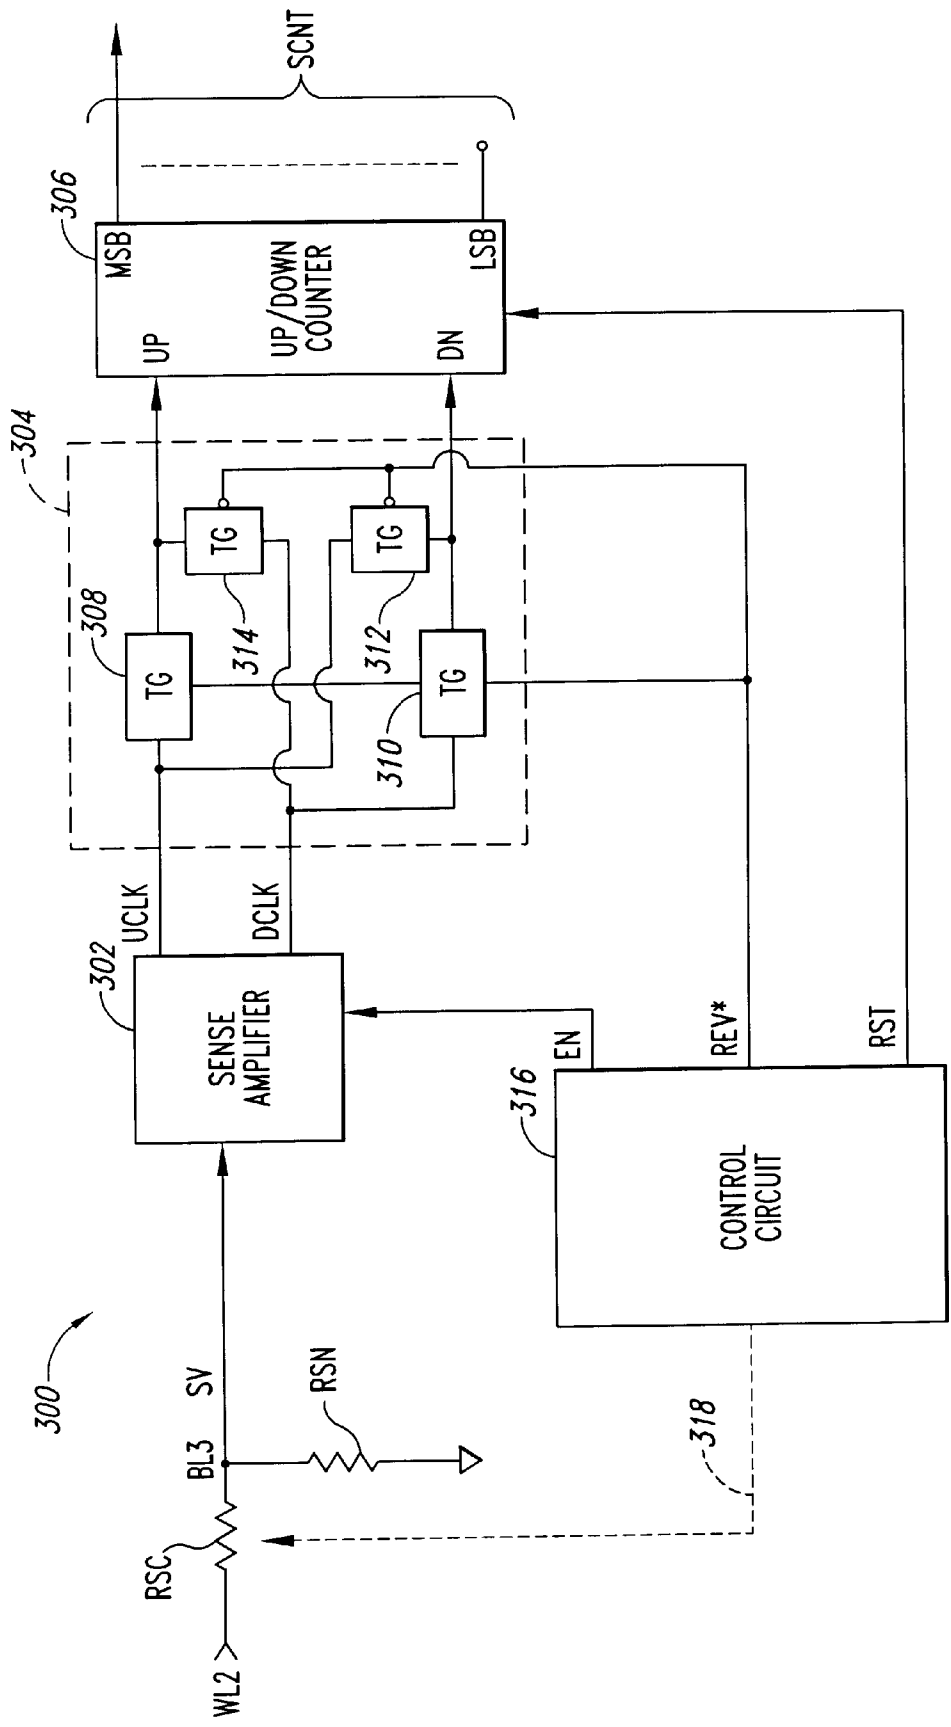 300
WL2
RSC
BL3
SV
RSN
302
SENSE
AMPLIFIER
UCLK
DCLK
304
308
TG
TG
314
TG
312
TG
310
306
MSB
UP
UP/DOWN
COUNTER
DN
LSB
SCNT
316
CONTROL
CIRCUIT
EN
REV*
RST
318